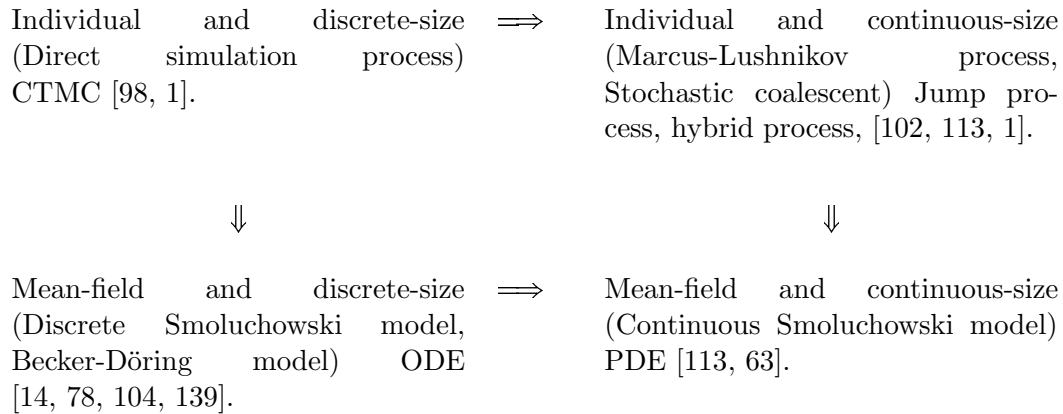 Individual and discrete-size
(Direct simulation process)
CTMC [98, 1].
⟹
Individual and continuous-size
(Marcus-Lushnikov process,
Stochastic coalescent) Jump pro-
cess, hybrid process, [102, 113, 1].
⇓
⇓
Mean-field and discrete-size
(Discrete Smoluchowski model,
Becker-Döring model) ODE
[14, 78, 104, 139].
⟹
Mean-field and continuous-size
(Continuous Smoluchowski model)
PDE [113, 63].